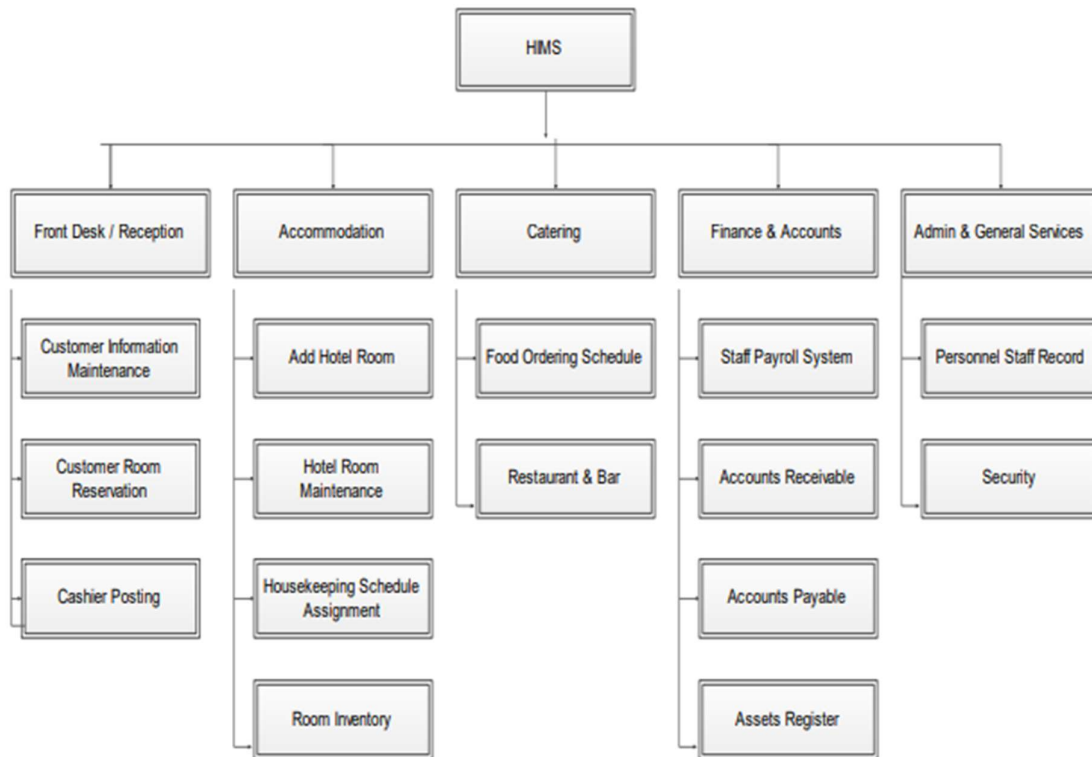 HIMS
Front Desk / Reception
Accommodation
Catering
Finance & Accounts
Admin & General Services
Customer Information
Maintenance
Add Hotel Room
Food Ordering Schedule
Staff Payroll System
Personnel Staff Record
Customer Room
Reservation
Hotel Room
Maintenance
Restaurant & Bar
Accounts Receivable
Security
Cashier Posting
Housekeeping Schedule
Assignment
Accounts Payable
Room Inventory
Assets Register